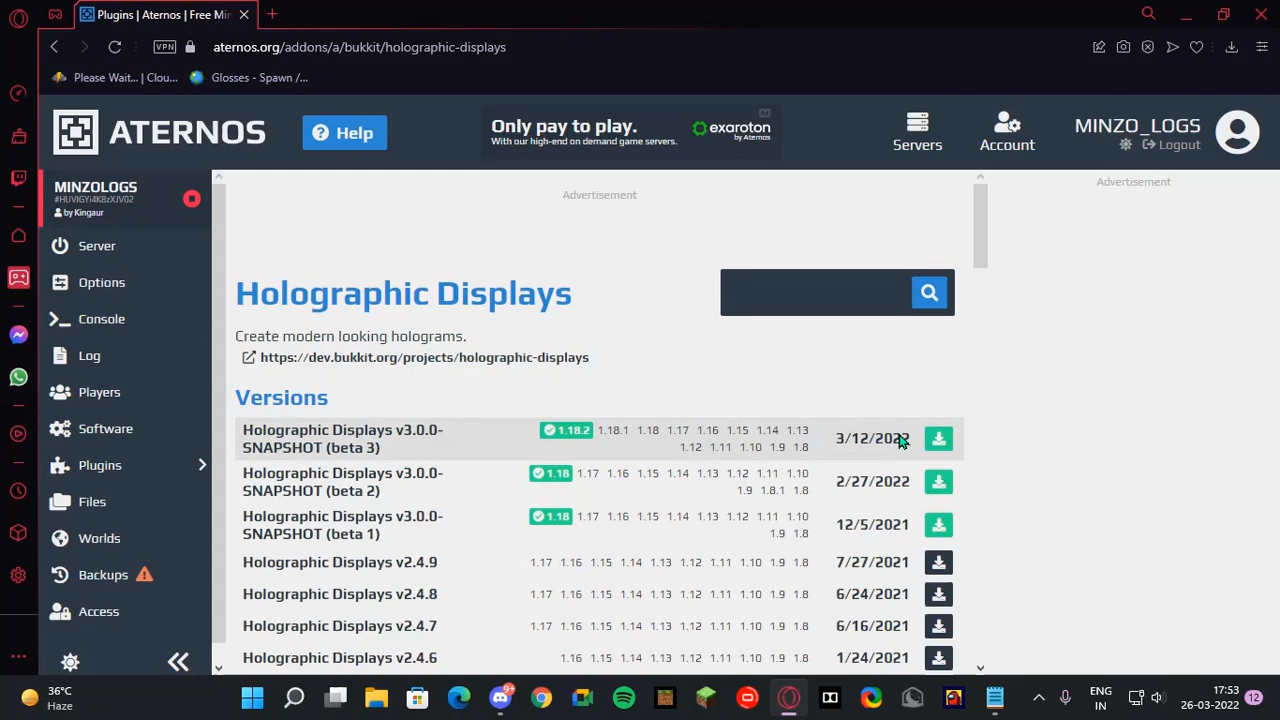 Plugins | Aternos | Free Min
VPN
aternos.org/addons/a/bukkit/holographic-displays
Please Wait... | Clou...
Glosses - Spawn /...
ATERNOS
Help
Only pay to play.
With our high-end on demand game servers.
exaroton
by Aternos
Ad
Servers
Account
MINZO_LOGS
Logout
MINZOLOGS
by Kingaur
Server
Options
Console
Log
Players
Software
Plugins
Files
Worlds
Backups
Access
Advertisement
Advertisement
Holographic Displays
Create modern looking holograms.
https://dev.bukkit.org/projects/holographic-displays
Versions
Holographic Displays v3.0.0-
SNAPSHOT (beta 3)
1.18.2 1.18.1 1.18 1.17 1.16 1.15 1.14 1.13
1.12 1.11 1.10 1.9 1.8
3/12/2022
Holographic Displays v3.0.0-
SNAPSHOT (beta 2)
1.18 1.17 1.16 1.15 1.14 1.13 1.12 1.11 1.10
1.9 1.8.1 1.8
2/27/2022
Holographic Displays v3.0.0-
SNAPSHOT (beta 1)
1.18 1.17 1.16 1.15 1.14 1.13 1.12 1.11 1.10
1.9 1.8
12/5/2021
Holographic Displays v2.4.9
1.17 1.16 1.15 1.14 1.13 1.12 1.11 1.10 1.9 1.8
7/27/2021
Holographic Displays v2.4.8
1.17 1.16 1.15 1.14 1.13 1.12 1.11 1.10 1.9 1.8
6/24/2021
Holographic Displays v2.4.7
1.17 1.16 1.15 1.14 1.13 1.12 1.11 1.10 1.9 1.8
6/16/2021
Holographic Displays v2.4.6
1.16 1.15 1.14 1.13 1.12 1.11 1.10 1.9 1.8
1/24/2021
36°C
Haze
9+
ENG
IN
17:53
26-03-2022
12